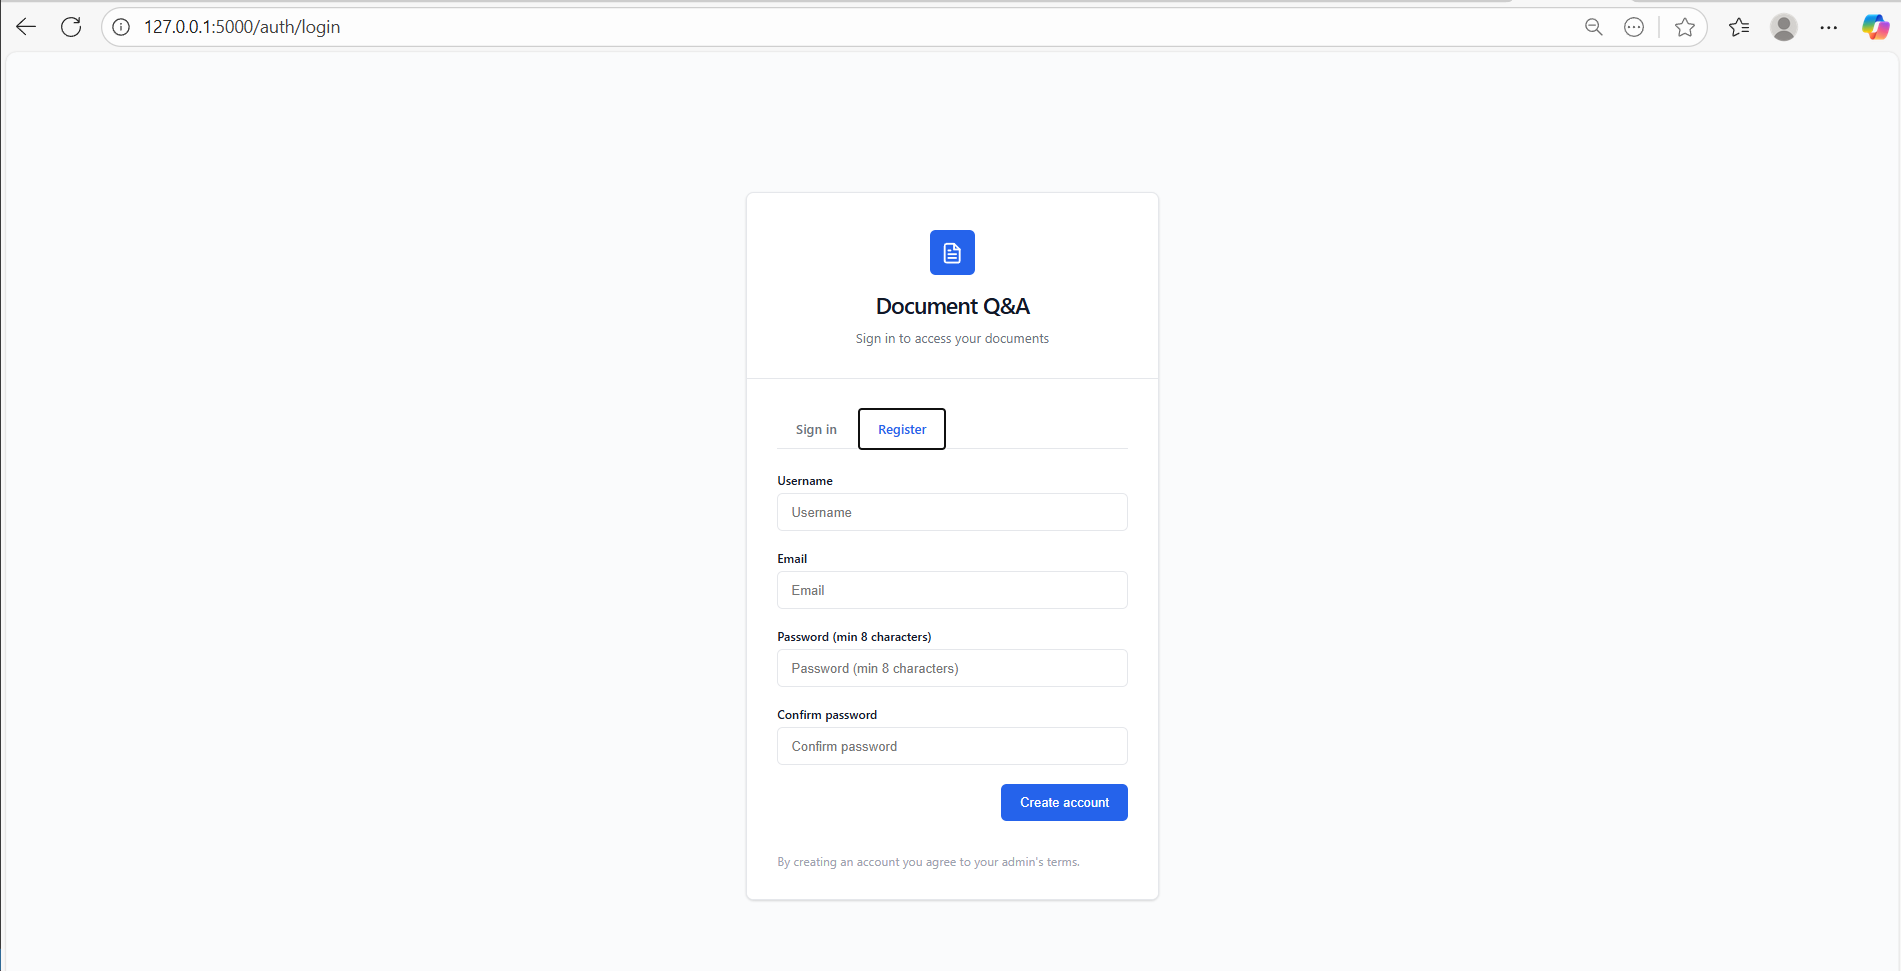 127.0.0.1:5000/auth/login
Document Q&A
Sign in to access your documents
Sign in
Register
Username
Username
Email
Email
Password (min 8 characters)
Password (min 8 characters)
Confirm password
Confirm password
Create account
By creating an account you agree to your admin's terms.